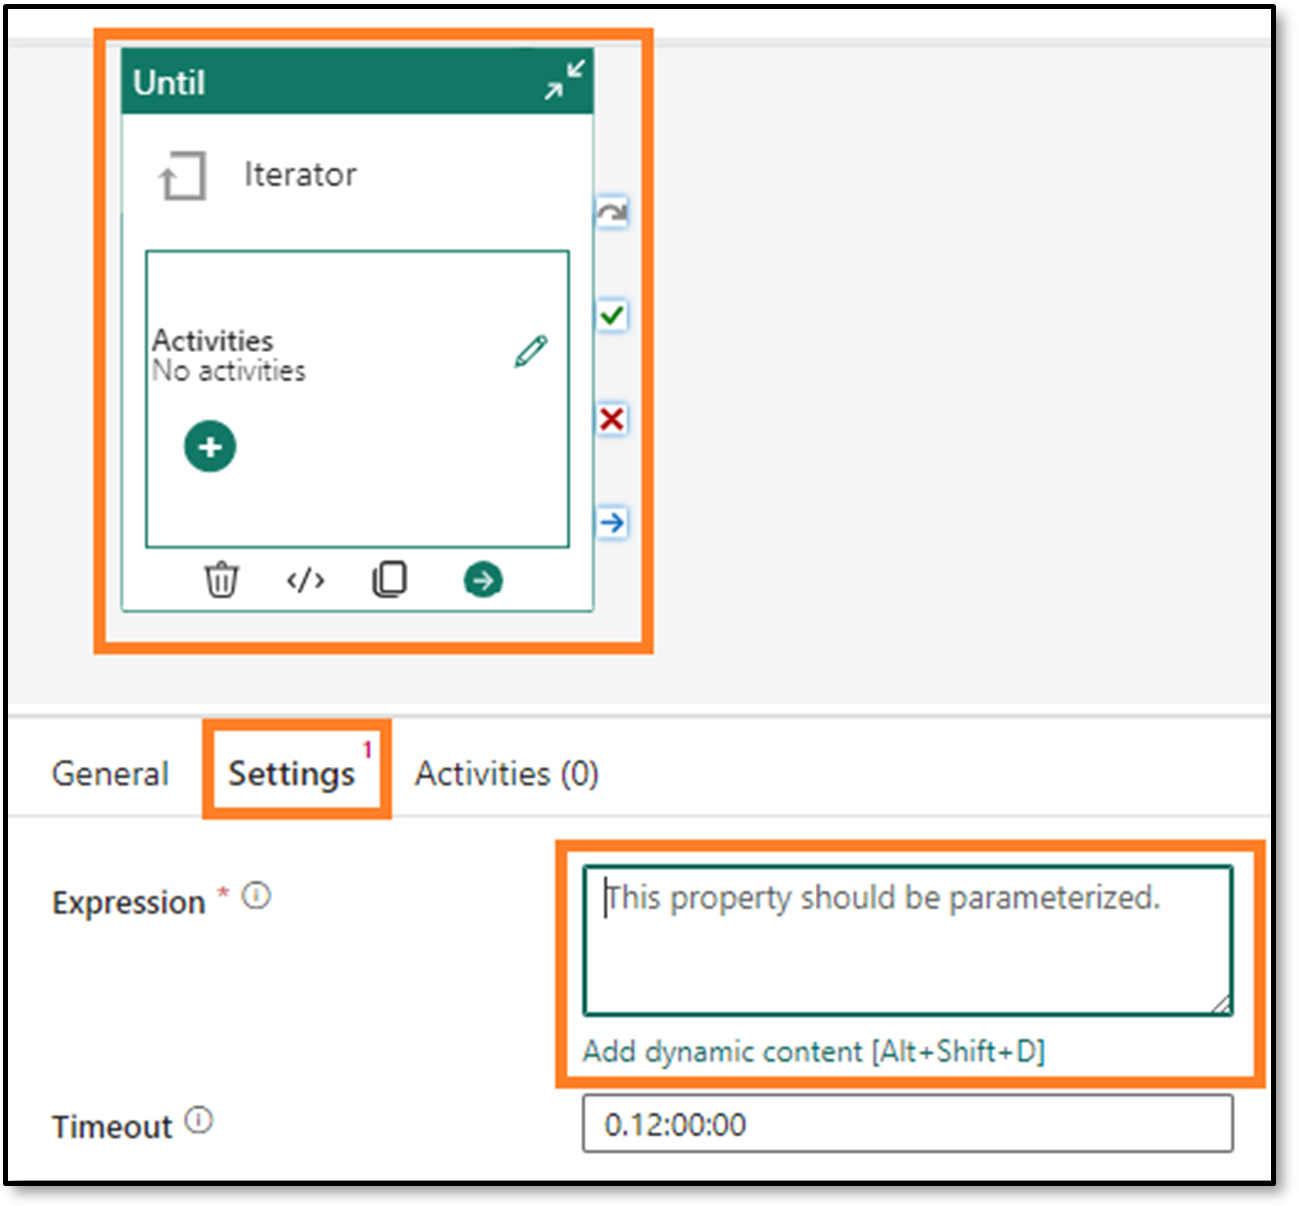 Until
Iterator
Activities
No activities
</>
General Settings 1 Activities (0)
Expression *
This property should be parameterized.
Add dynamic content [Alt+Shift+D]
Timeout
0.12:00:00